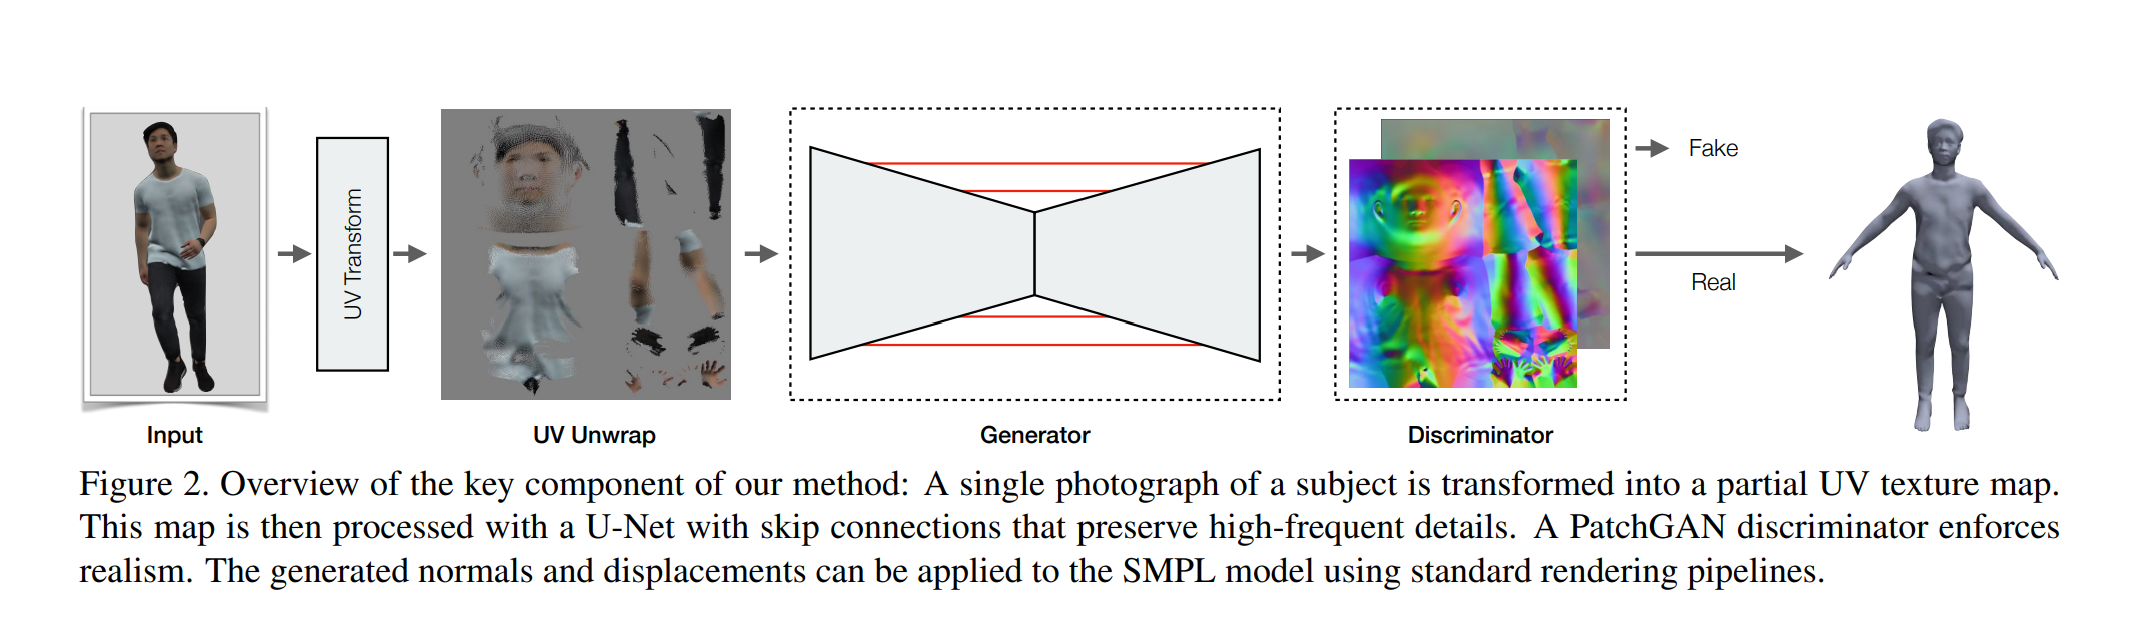 UV Transform
Fake
Real
Input
UV Unwrap
Generator
Discriminator
Figure 2. Overview of the key component of our method: A single photograph of a subject is transformed into a partial UV texture map.
This map is then processed with a U-Net with skip connections that preserve high-frequent details. A PatchGAN discriminator enforces
realism. The generated normals and displacements can be applied to the SMPL model using standard rendering pipelines.